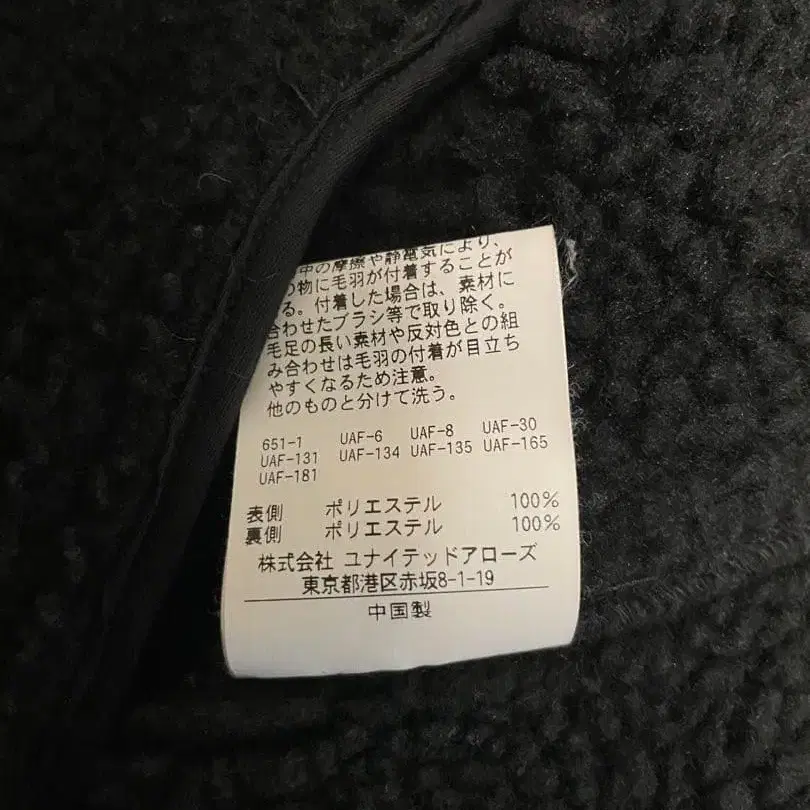 中の摩擦や静電気により、
の物に毛羽が付着することが
る。付着した場合は、素材に
合わせたブラシ等で取り除く。
毛足の長い素材や反対色との組
み合わせは毛羽の付着が目立ち
やすくなるため注意。
他のものと分けて洗う。
651-1 UAF-6 UAF-8 UAF-30
UAF-131 UAF-134 UAF-135 UAF-165
UAF-181
表側 ポリエステル 100%
裏側 ポリエステル 100%
株式会社 ユナイテッドアローズ
東京都港区赤坂8-1-19
中国製